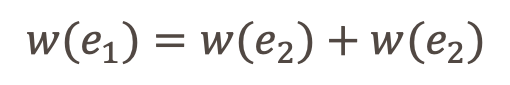 w(e₁) = w(e₂) + w(e₂)